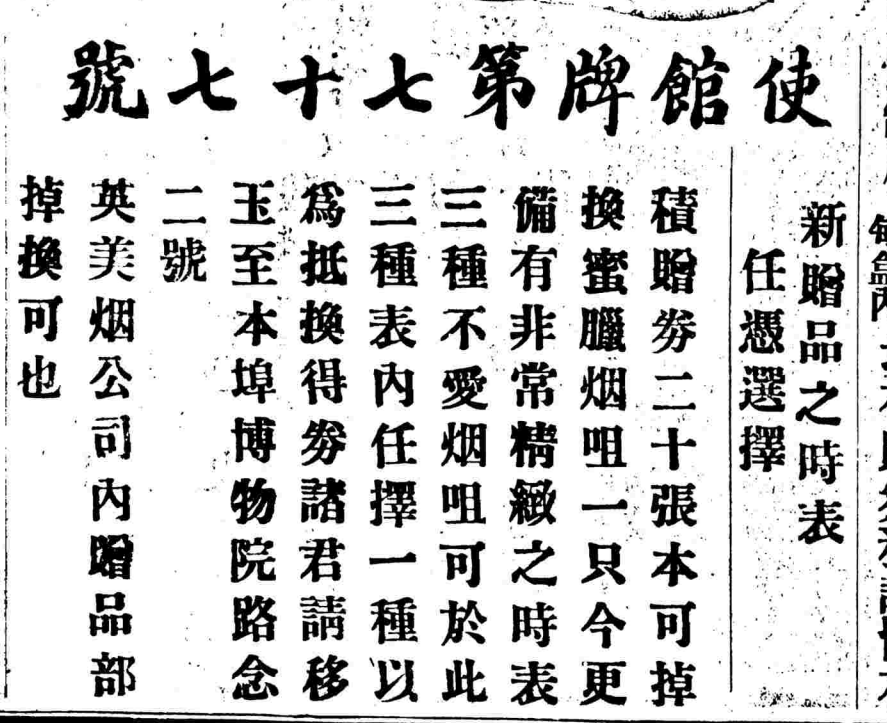 使館牌第七十七號
新贈品之時表
任憑選擇
積贈券二十張本可掉
換蜜臘烟咀一只今更
備有非常精緻之時表
三種不愛烟咀可於此
三種表內任擇一種以
爲抵換得券諸君請移
玉至本埠博物院路念
二號
英美烟公司內贈品部
掉換可也